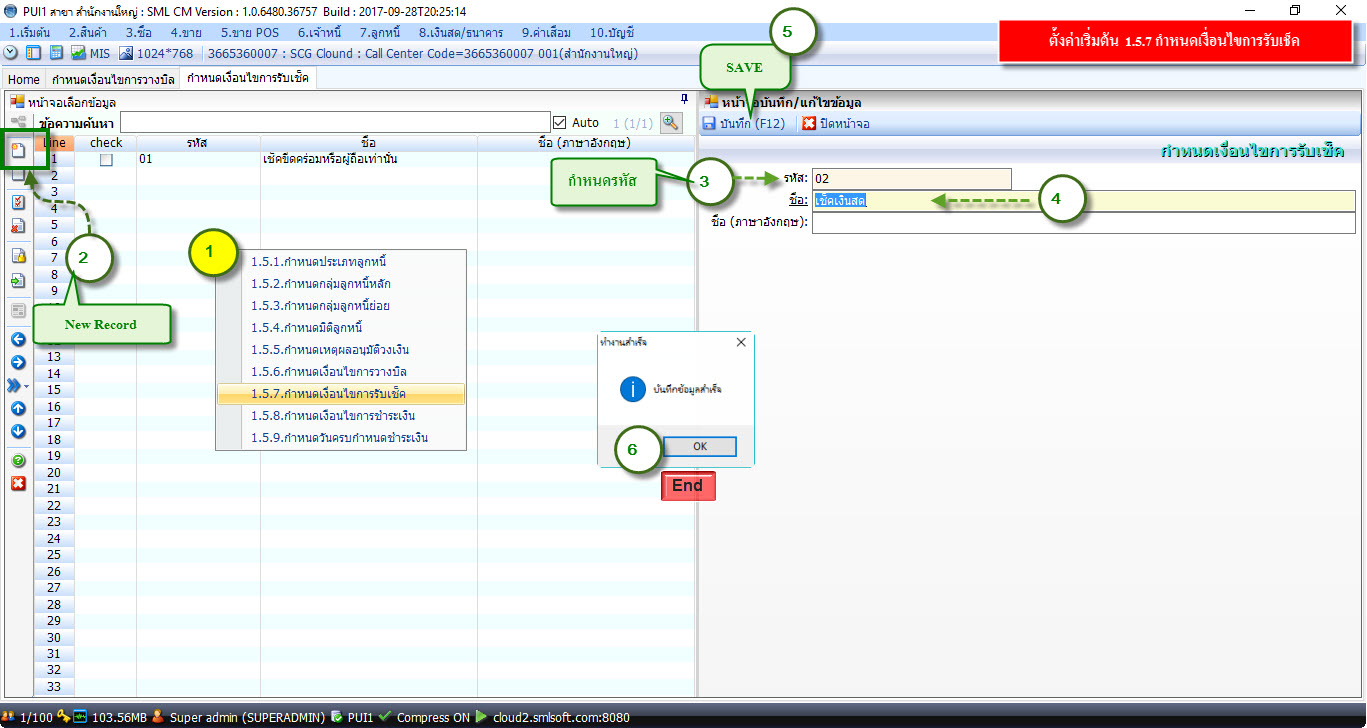 PUI1 สาขา สำนักงานใหญ่ : SML CM Version : 1.0.6480.36757 Build : 2017-09-28T20:25:14
1.เริ่มต้น 2.สินค้า 3.ซื้อ 4.ขาย 5.ขาย POS 6.เจ้าหนี้ 7.ลูกหนี้ 8.เงินสด/ธนาคาร 9.ค่าเสื่อม 10.บัญชี
5
ตั้งค่าเริ่มต้น 1.5.7 กำหนดเงื่อนไขการรับเช็ค
MIS 1024*768 3665360007 : SCG Clound : Call Center Code=3665360007 001(สำนักงานใหญ่)
SAVE
Home กำหนดเงื่อนไขการวางบิล กำหนดเงื่อนไขการรับเช็ค
หน้าจอเลือกข้อมูล
ข้อความค้นหา Auto 1 (1/1)
บันทึก (F12) ปิดหน้าจอ
Line check รหัส ชื่อ ชื่อ (ภาษาอังกฤษ)
กำหนดเงื่อนไขการรับเช็ค
1 01 เช้คขีดคร่อมหรือผู้ถือเท่านั้น
2
3
4
5
6
7
8
9
กำหนดรหัส
3
รหัส: 02
ชื่อ: เช็คเงินสด
4
ชื่อ (ภาษาอังกฤษ):
1
2
New Record
1.5.1.กำหนดประเภทลูกหนี้
1.5.2.กำหนดกลุ่มลูกหนี้หลัก
1.5.3.กำหนดกลุ่มลูกหนี้ย่อย
1.5.4.กำหนดมิติลูกหนี้
1.5.5.กำหนดเหตุผลอนุมัติวงเงิน
1.5.6.กำหนดเงื่อนไขการวางบิล
1.5.7.กำหนดเงื่อนไขการรับเช็ค
1.5.8.กำหนดเงื่อนไขการชำระเงิน
1.5.9.กำหนดวันครบกำหนดชำระเงิน
ทำงานสำเร็จ
บันทึกข้อมูลสำเร็จ
6
OK
End
13
14
15
16
17
18
19
20
21
22
23
24
25
26
27
28
29
30
31
32
33
1/100 103.56MB Super admin (SUPERADMIN) PUI1 Compress ON cloud2.smlsoft.com:8080